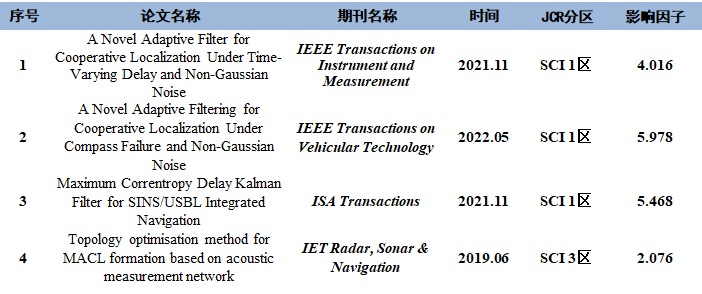 序号 论文名称 期刊名称 时间 JCR分区 影响因子
A Novel Adaptive Filter for
Cooperative Localization Under Time-
Varying Delay and Non-Gaussian
Noise
1 IEEE Transactions on
Instrument and
Measurement
2021.11 SCI 1区 4.016
A Novel Adaptive Filtering for
Cooperative Localization Under
Compass Failure and Non-Gaussian
Noise
2 IEEE Transactions on
Vehicular Technology
2022.05 SCI 1区 5.978
Maximum Correntropy Delay Kalman
Filter for SINS/USBL Integrated
Navigation
3 ISA Transactions 2021.11 SCI 1区 5.468
Topology optimisation method for
MACL formation based on acoustic
measurement network
4 IET Radar, Sonar &
Navigation
2019.06 SCI 3区 2.076